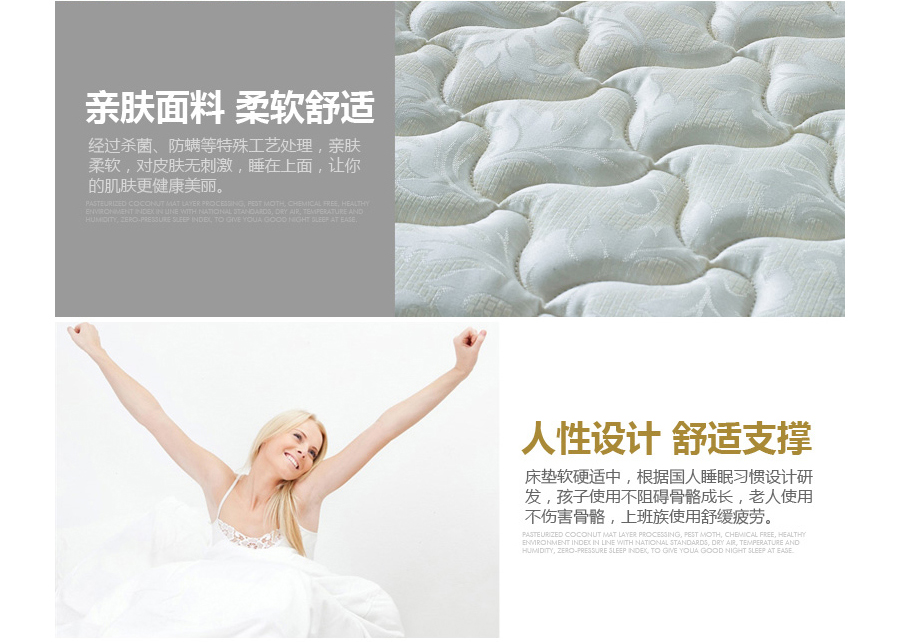 亲肤面料 柔软舒适
经过杀菌、防螨等特殊工艺处理，亲肤
柔软，对皮肤无刺激，睡在上面，让你
的肌肤更健康美丽。
PASTEURIZED COCONUT MAT LAYER PROCESSING, PEST MOTH, CHEMICAL FREE, HEALTHY
ENVIRONMENT INDEX IN LINE WITH NATIONAL STANDARDS, DRY AIR, TEMPERATURE AND
HUMIDITY, ZERO-PRESSURE SLEEP INDEX, TO GIVE YOUA GOOD NIGHT SLEEP AT EASE.
人性设计 舒适支撑
床垫软硬适中，根据国人睡眠习惯设计研
发，孩子使用不阻碍骨骼成长，老人使用
不伤害骨骼，上班族使用舒缓疲劳。
PASTEURIZED COCONUT MAT LAYER PROCESSING, PEST MOTH, CHEMICAL FREE, HEALTHY
ENVIRONMENT INDEX IN LINE WITH NATIONAL STANDARDS, DRY AIR, TEMPERATURE AND
HUMIDITY, ZERO-PRESSURE SLEEP INDEX, TO GIVE YOUA GOOD NIGHT SLEEP AT EASE.